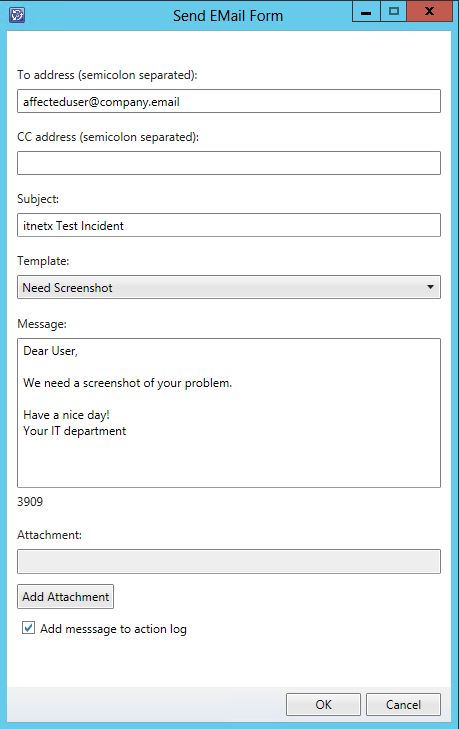 Send EMail Form
To address (semicolon separated):
affecteduser@company.email
CC address (semicolon separated):
Subject:
itnetx Test Incident
Template:
Need Screenshot
Message:
Dear User,
We need a screenshot of your problem.
Have a nice day!
Your IT department
3909
Attachment:
Add Attachment
Add messsage to action log
OK Cancel